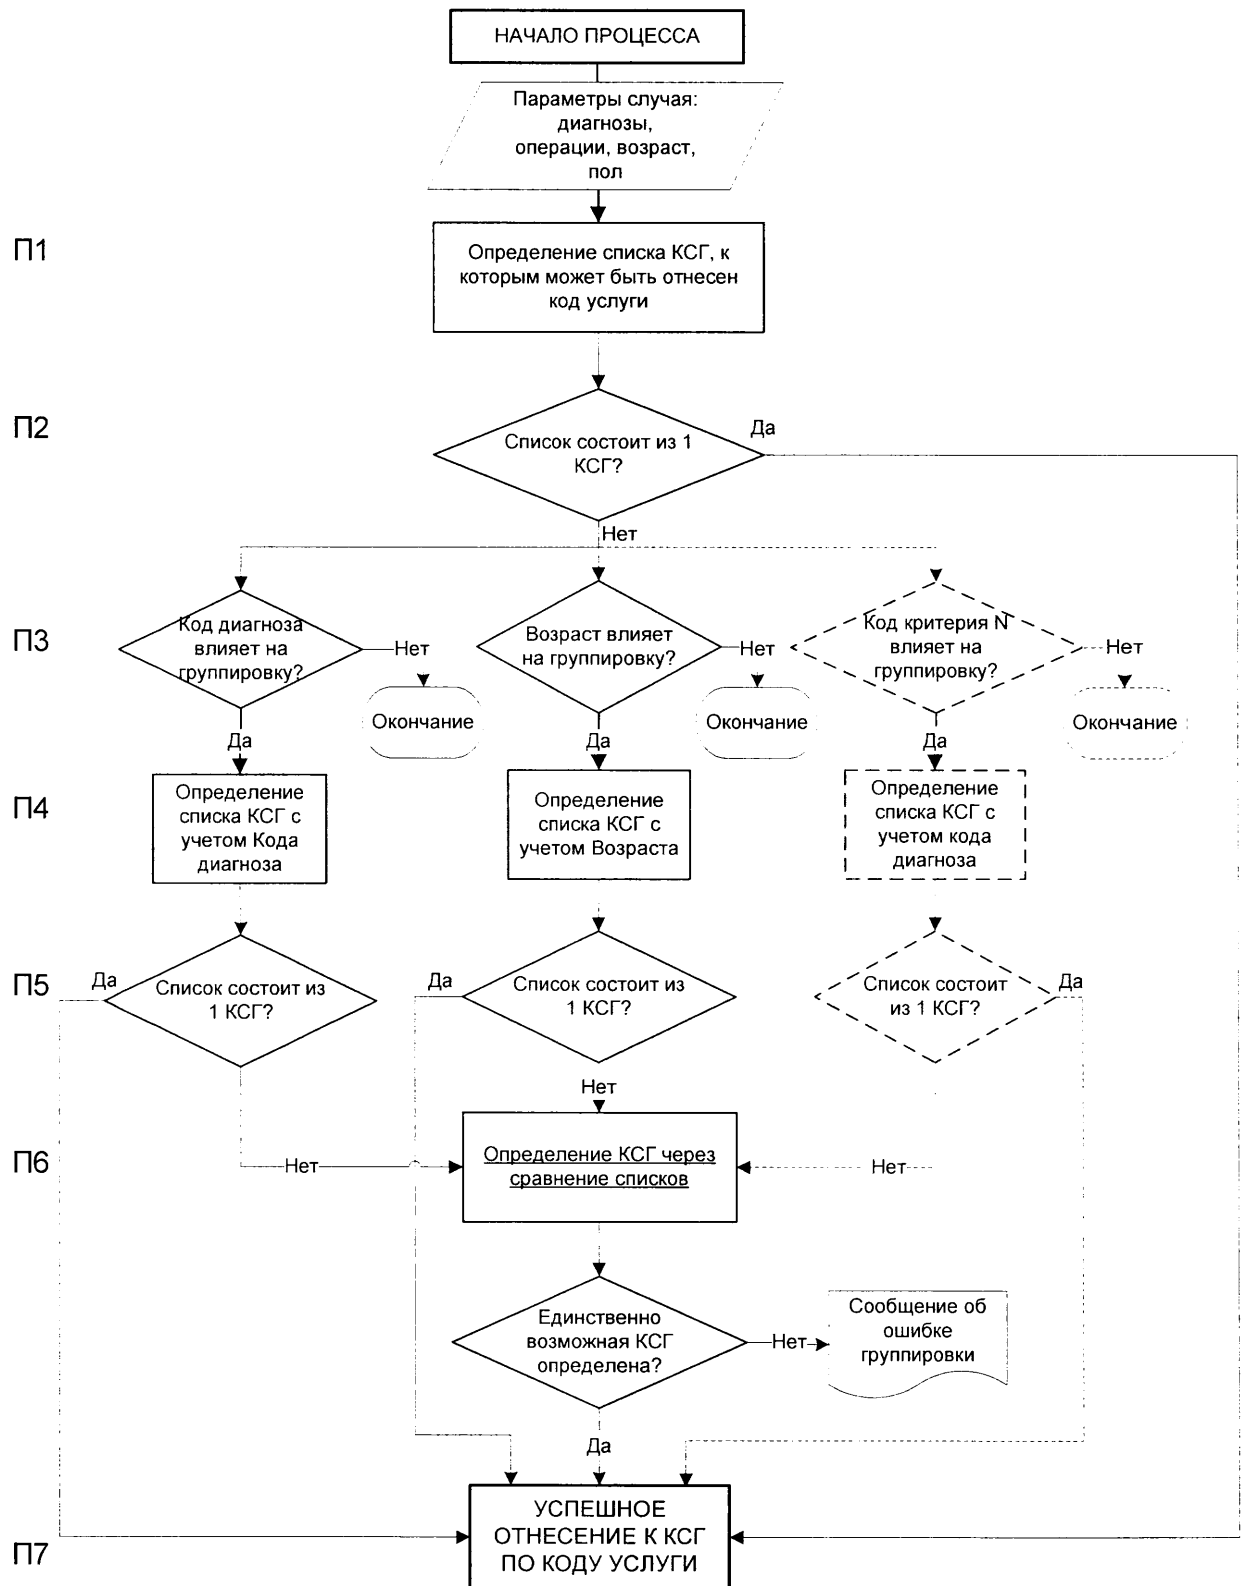 НАЧАЛО ПРОЦЕССА
Параметры случая:
диагнозы,
операции, возраст,
пол
П1
Определение списка КСГ, к
которым может быть отнесен
код услуги
П2
Список состоит из 1
КСГ?
Да
Нет
П3
Код диагноза
влияет на
группировку?
Нет
Окончание
Возраст влияет
на группировку?
Нет
Окончание
Код критерия N
влияет на
группировку?
Нет
Окончание
Да
Да
Да
П4
Определение
списка КСГ с
учетом Кода
диагноза
Определение
списка КСГ с
учетом Возраста
Определение
списка КСГ с
учетом кода
диагноза
П5
Да
Список состоит из
1 КСГ?
Да
Список состоит из
1 КСГ?
Список состоит
из 1 КСГ?
Да
Нет
П6
Нет
Определение КСГ через
сравнение списков
Нет
Единственно
возможная КСГ
определена?
Нет
Сообщение об
ошибке
группировки
Да
П7
УСПЕШНОЕ
ОТНЕСЕНИЕ К КСГ
ПО КОДУ УСЛУГИ